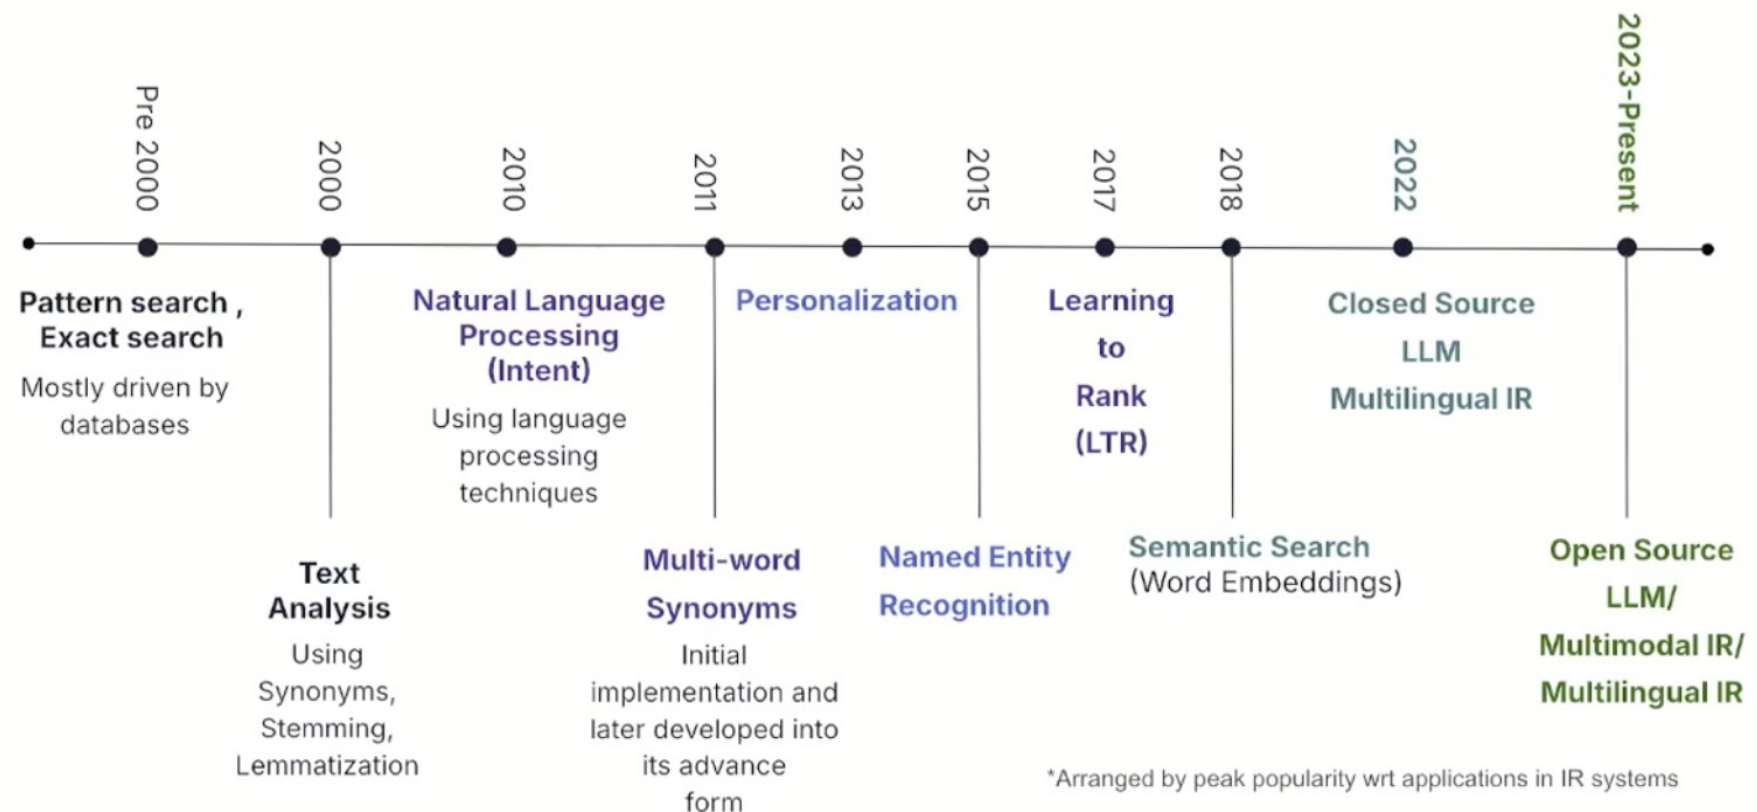 Pre 2000
2000
2010
2011
2013
2015
2017
2018
2022
2023-Present
Pattern search ,
Exact search
Mostly driven by
databases
Text
Analysis
Using
Synonyms,
Stemming,
Lemmatization
Natural Language
Processing
(Intent)
Using language
processing
techniques
Multi-word
Synonyms
Initial
implementation and
later developed into
its advance
form
Personalization
Named Entity
Recognition
Learning
to
Rank
(LTR)
Semantic Search
(Word Embeddings)
Closed Source
LLM
Multilingual IR
Open Source
LLM/
Multimodal IR/
Multilingual IR
*Arranged by peak popularity wrt applications in IR systems